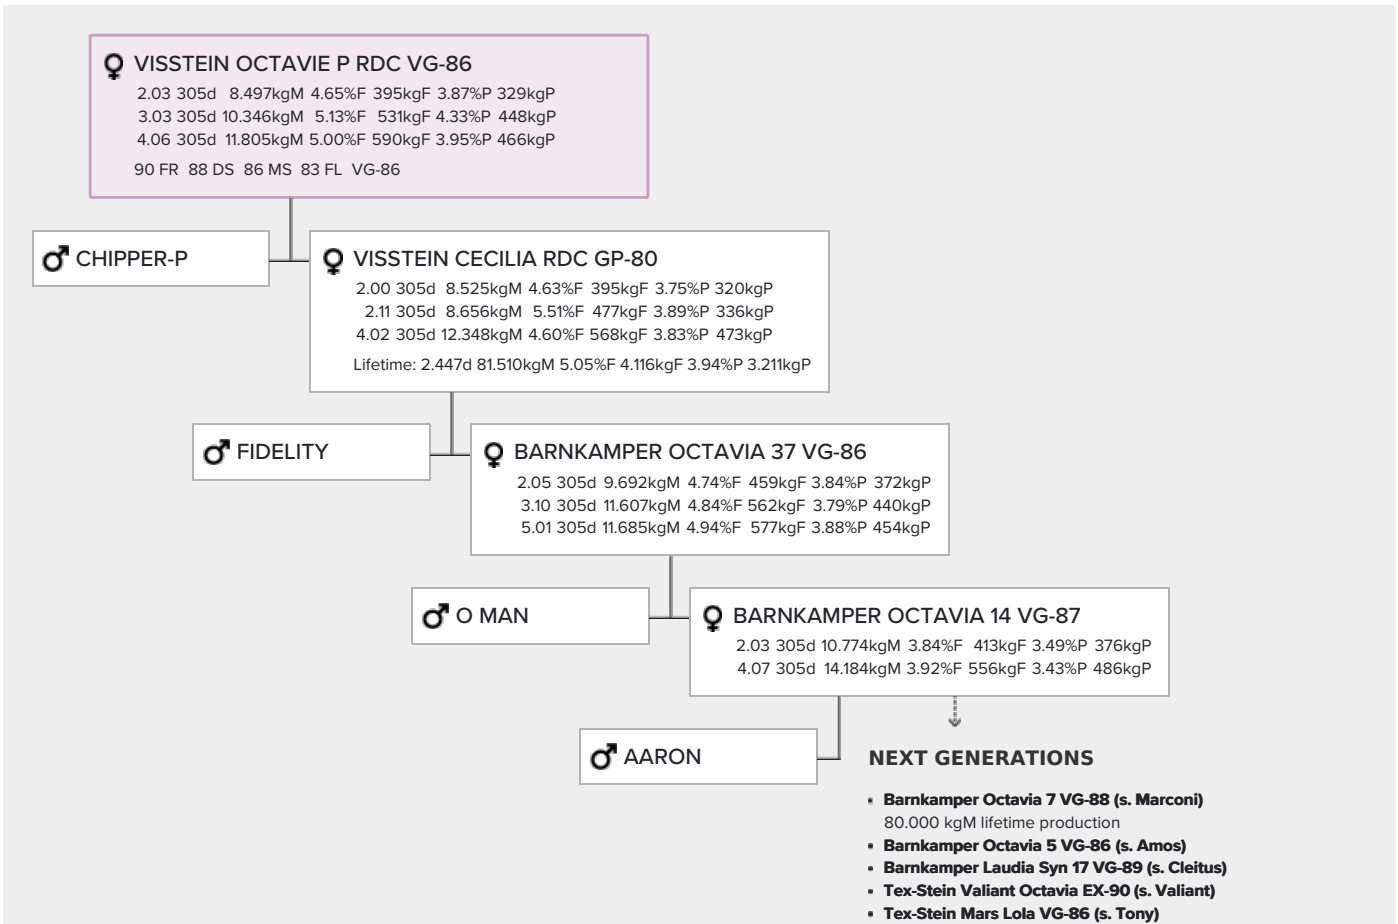 VISSTEIN OCTAVIE P RDC VG-86
2.03 305d 8.497kgM 4.65%F 395kgF 3.87%P 329kgP
3.03 305d 10.346kgM 5.13%F 531kgF 4.33%P 448kgP
4.06 305d 11.805kgM 5.00%F 590kgF 3.95%P 466kgP
90 FR 88 DS 86 MS 83 FL VG-86
CHIPPER-P
VISSTEIN CECILIA RDC GP-80
2.00 305d 8.525kgM 4.63%F 395kgF 3.75%P 320kgP
2.11 305d 8.656kgM 5.51%F 477kgF 3.89%P 336kgP
4.02 305d 12.348kgM 4.60%F 568kgF 3.83%P 473kgP
Lifetime: 2.447d 81.510kgM 5.05%F 4.116kgF 3.94%P 3.211kgP
FIDELITY
BARNKAMPER OCTAVIA 37 VG-86
2.05 305d 9.692kgM 4.74%F 459kgF 3.84%P 372kgP
3.10 305d 11.607kgM 4.84%F 562kgF 3.79%P 440kgP
5.01 305d 11.685kgM 4.94%F 577kgF 3.88%P 454kgP
O MAN
BARNKAMPER OCTAVIA 14 VG-87
2.03 305d 10.774kgM 3.84%F 413kgF 3.49%P 376kgP
4.07 305d 14.184kgM 3.92%F 556kgF 3.43%P 486kgP
AARON
NEXT GENERATIONS
• Barnkamper Octavia 7 VG-88 (s. Marconi)
80.000 kgM lifetime production
• Barnkamper Octavia 5 VG-86 (s. Amos)
• Barnkamper Laudia Syn 17 VG-89 (s. Cleitus)
• Tex-Stein Valiant Octavia EX-90 (s. Valiant)
• Tex-Stein Mars Lola VG-86 (s. Tony)